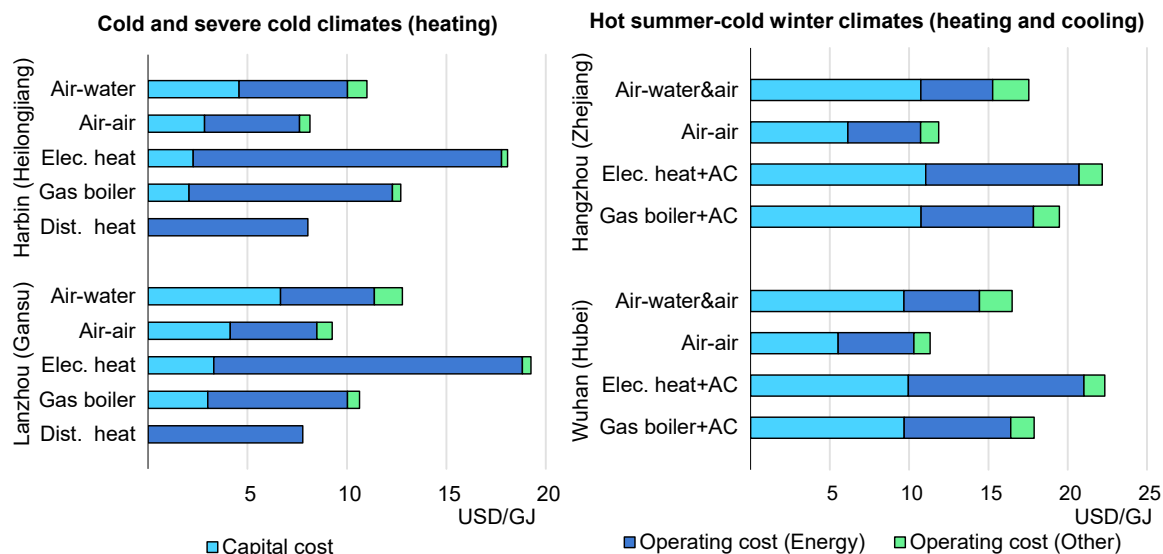 Cold and severe cold climates (heating)
Harbin (Heilongjiang)
Air-water
Air-air
Elec. heat
Gas boiler
Dist. heat
Lanzhou (Gansu)
Air-water
Air-air
Elec. heat
Gas boiler
Dist. heat
5 10 15 20
USD/GJ
Hot summer-cold winter climates (heating and cooling)
Hangzhou (Zhejiang)
Air-water&air
Air-air
Elec. heat+AC
Gas boiler+AC
Wuhan (Hubei)
Air-water&air
Air-air
Elec. heat+AC
Gas boiler+AC
5 10 15 20 25
USD/GJ
Capital cost Operating cost (Energy) Operating cost (Other)